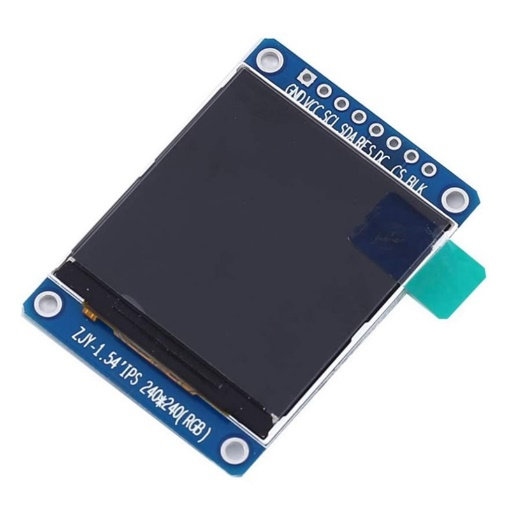 GND VCC SCL SDA RES DC CS BLK
ZJY-1.54'IPS 240*240(RGB)